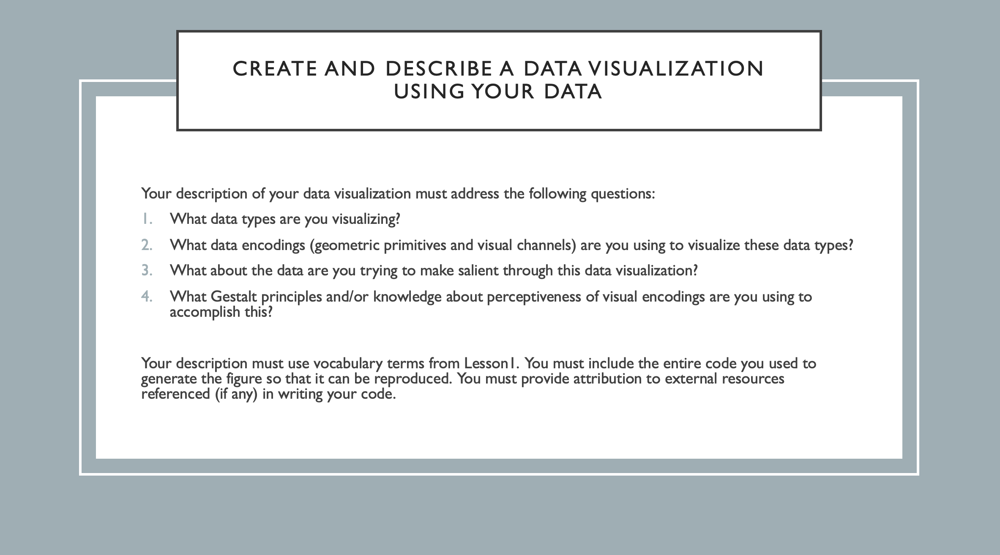 CREATE AND DESCRIBE A DATA VISUALIZATION
USING YOUR DATA
Your description of your data visualization must address the following questions:
1. What data types are you visualizing?
2. What data encodings (geometric primitives and visual channels) are you using to visualize these data types?
3. What about the data are you trying to make salient through this data visualization?
4. What Gestalt principles and/or knowledge about perceptiveness of visual encodings are you using to
accomplish this?
Your description must use vocabulary terms from Lesson1. You must include the entire code you used to
generate the figure so that it can be reproduced. You must provide attribution to external resources
referenced (if any) in writing your code.